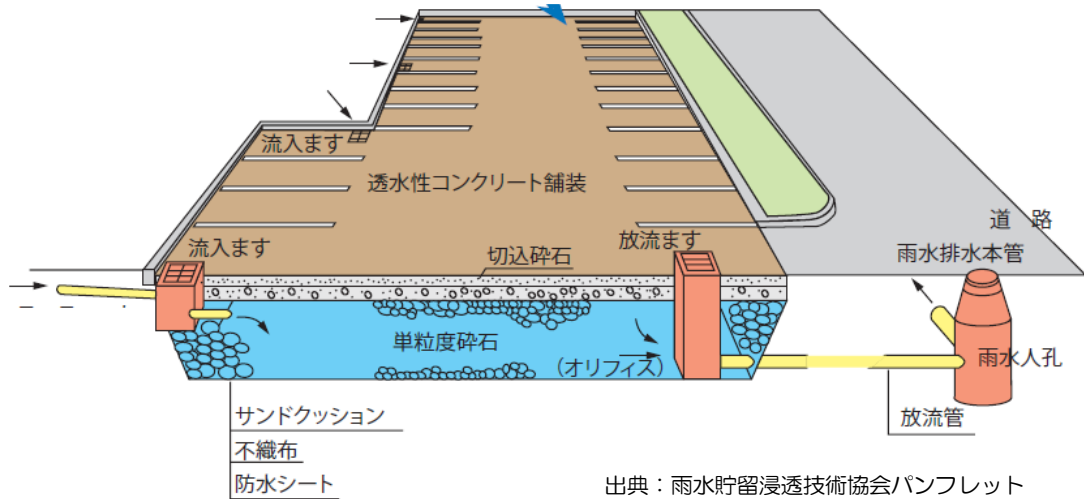 流入ます
透水性コンクリート舗装
流入ます
放流ます
道 路
切込砕石
雨水排水本管
単粒度砕石
(オリフィス)
雨水人孔
サンドクッション
不織布
防水シート
放流管
出典：雨水貯留浸透技術協会パンフレット